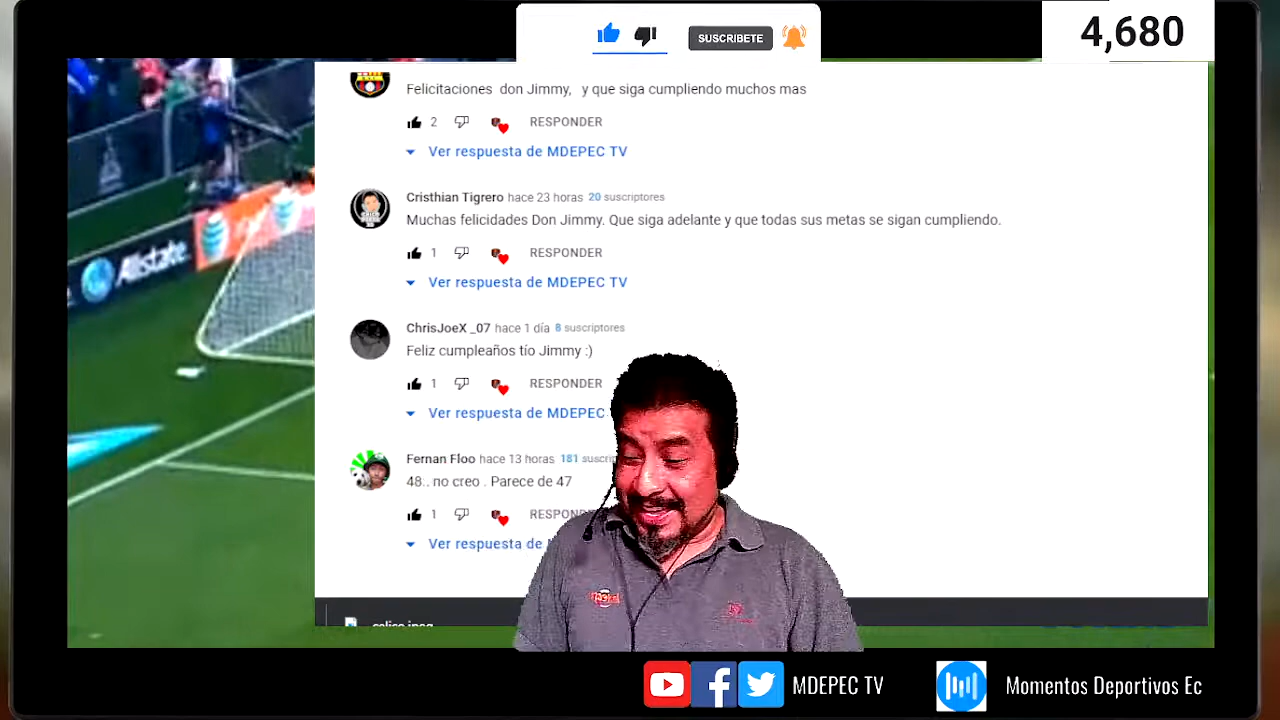 SUSCRIBETE
4,680
Felicitaciones don Jimmy, y que siga cumpliendo muchos mas
2 RESPONDER
Ver respuesta de MDEPEC TV
Cristhian Tigrero hace 23 horas 20 suscriptores
Muchas felicidades Don Jimmy. Que siga adelante y que todas sus metas se sigan cumpliendo.
1 RESPONDER
Ver respuesta de MDEPEC TV
ChrisJoeX _07 hace 1 día 8 suscriptores
Feliz cumpleaños tío Jimmy :)
1 RESPONDER
Ver respuesta de MDEPEC
Fernan Floo hace 13 horas 181 suscrip
48.. no creo . Parece de 47
1 RESPON
Ver respuesta de
Allstate
MDEPEC TV
Momentos Deportivos Ec